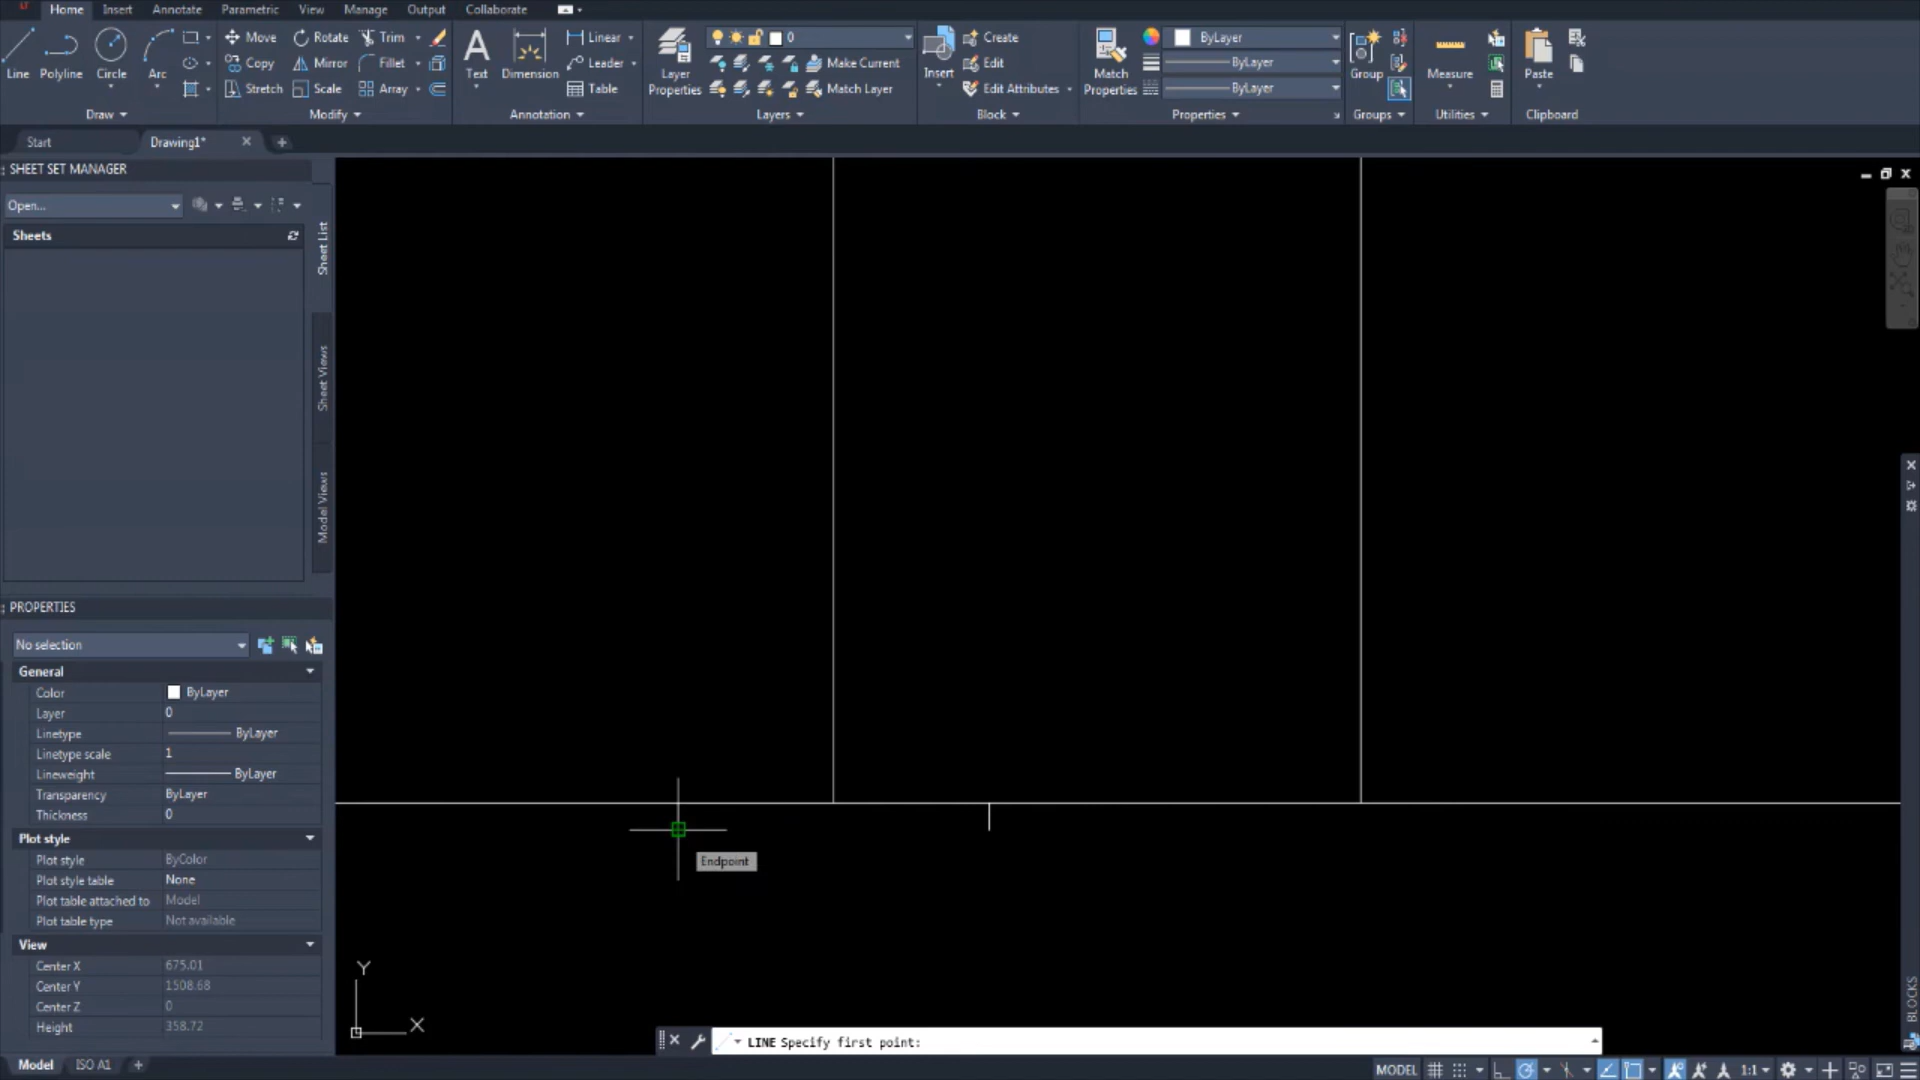 Home Insert Annotate Parametric View Manage Output Collaborate
Move Rotate Trim Linear Create
Copy Mirror Fillet Leader Edit
Stretch Scale Array Table Edit Attributes
Line Polyline Circle Arc
Text Dimension
Layer Properties
0
Make Current
Match Layer
Insert
Match Properties
ByLayer
ByLayer
ByLayer
Group Measure Paste
Draw Modify Annotation Layers Block Properties Groups Utilities Clipboard
Start Drawing1*
SHEET SET MANAGER
Open...
Sheets
Sheet List
Sheet Views
Model Views
PROPERTIES
No selection
General
Color ByLayer
Layer 0
Linetype ByLayer
Linetype scale 1
Lineweight ByLayer
Transparency ByLayer
Thickness 0
Plot style
Plot style ByColor
Plot style table None
Plot table attached to Model
Plot table type Not available
View
Center X 675.01
Center Y 1508.68
Center Z 0
Height 358.72
Endpoint
Y
X
BLOCKS
LINE Specify first point:
Model ISO A1
MODEL 1:1